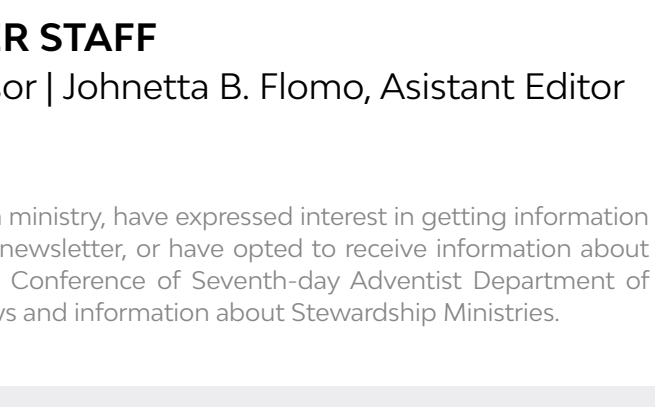 R STAFF
or | Johnetta B. Flomo, Asistant Editor
ministry, have expressed interest in getting information
newsletter, or have opted to receive information about
Conference of Seventh-day Adventist Department of
s and information about Stewardship Ministries.